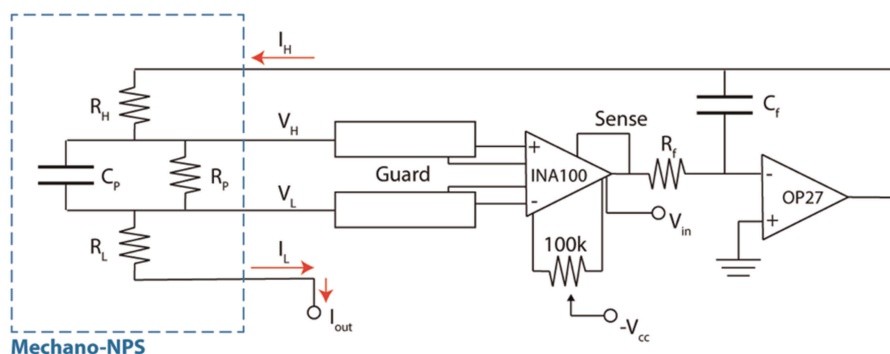 I_H
R_H
V_H
C_P
R_P
V_L
R_L
I_L
I_out
Mechano-NPS
Guard
+
INA100
-
Sense
100k
V_in
-V_cc
R_f
C_f
-
OP27
+